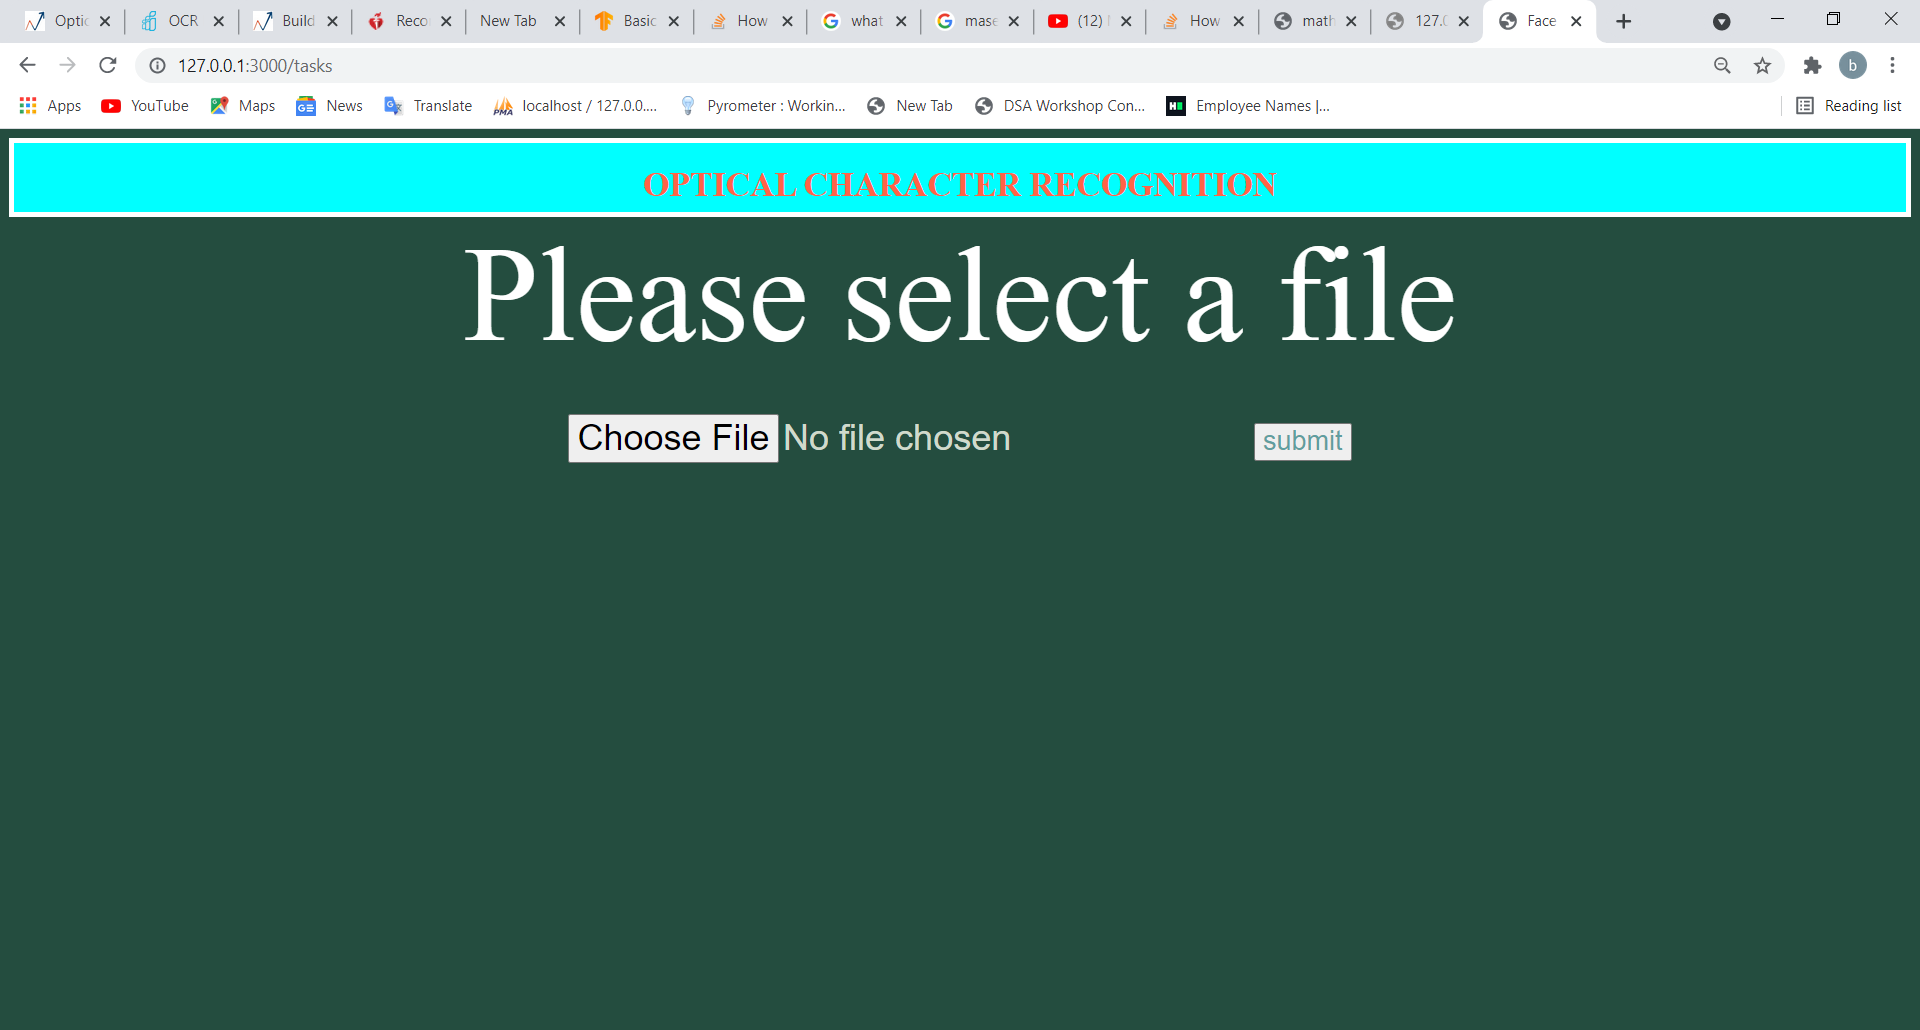 Optic OCR Build Reco New Tab Basic How what mase (12) How math 127.0 Face
127.0.0.1:3000/tasks b
Apps YouTube Maps News Translate localhost / 127.0.0.... Pyrometer : Workin... New Tab DSA Workshop Con... Employee Names |... Reading list
OPTICAL CHARACTER RECOGNITION
Please select a file
Choose File No file chosen submit